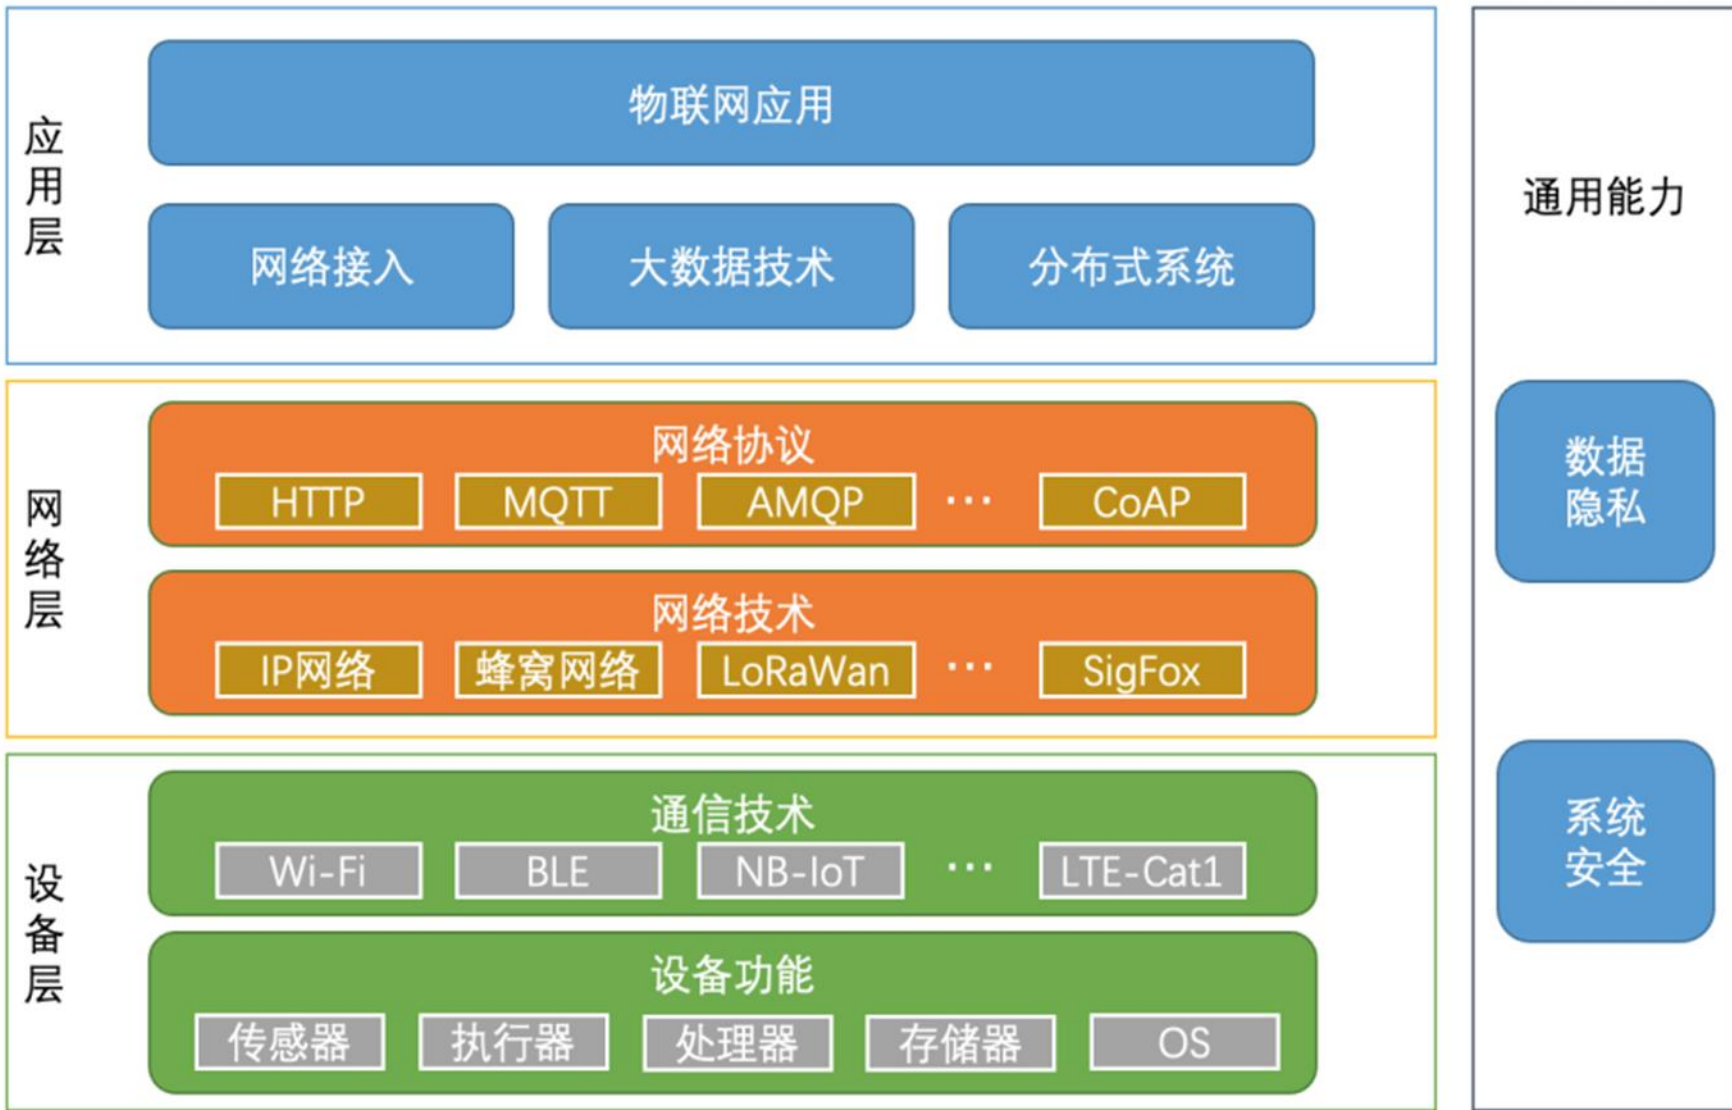 应用层
物联网应用
网络接入
大数据技术
分布式系统
网络层
网络协议
HTTP
MQTT
AMQP
...
CoAP
网络技术
IP网络
蜂窝网络
LoRaWan
...
SigFox
设备层
通信技术
Wi-Fi
BLE
NB-IoT
...
LTE-Cat1
设备功能
传感器
执行器
处理器
存储器
OS
通用能力
数据
隐私
系统
安全